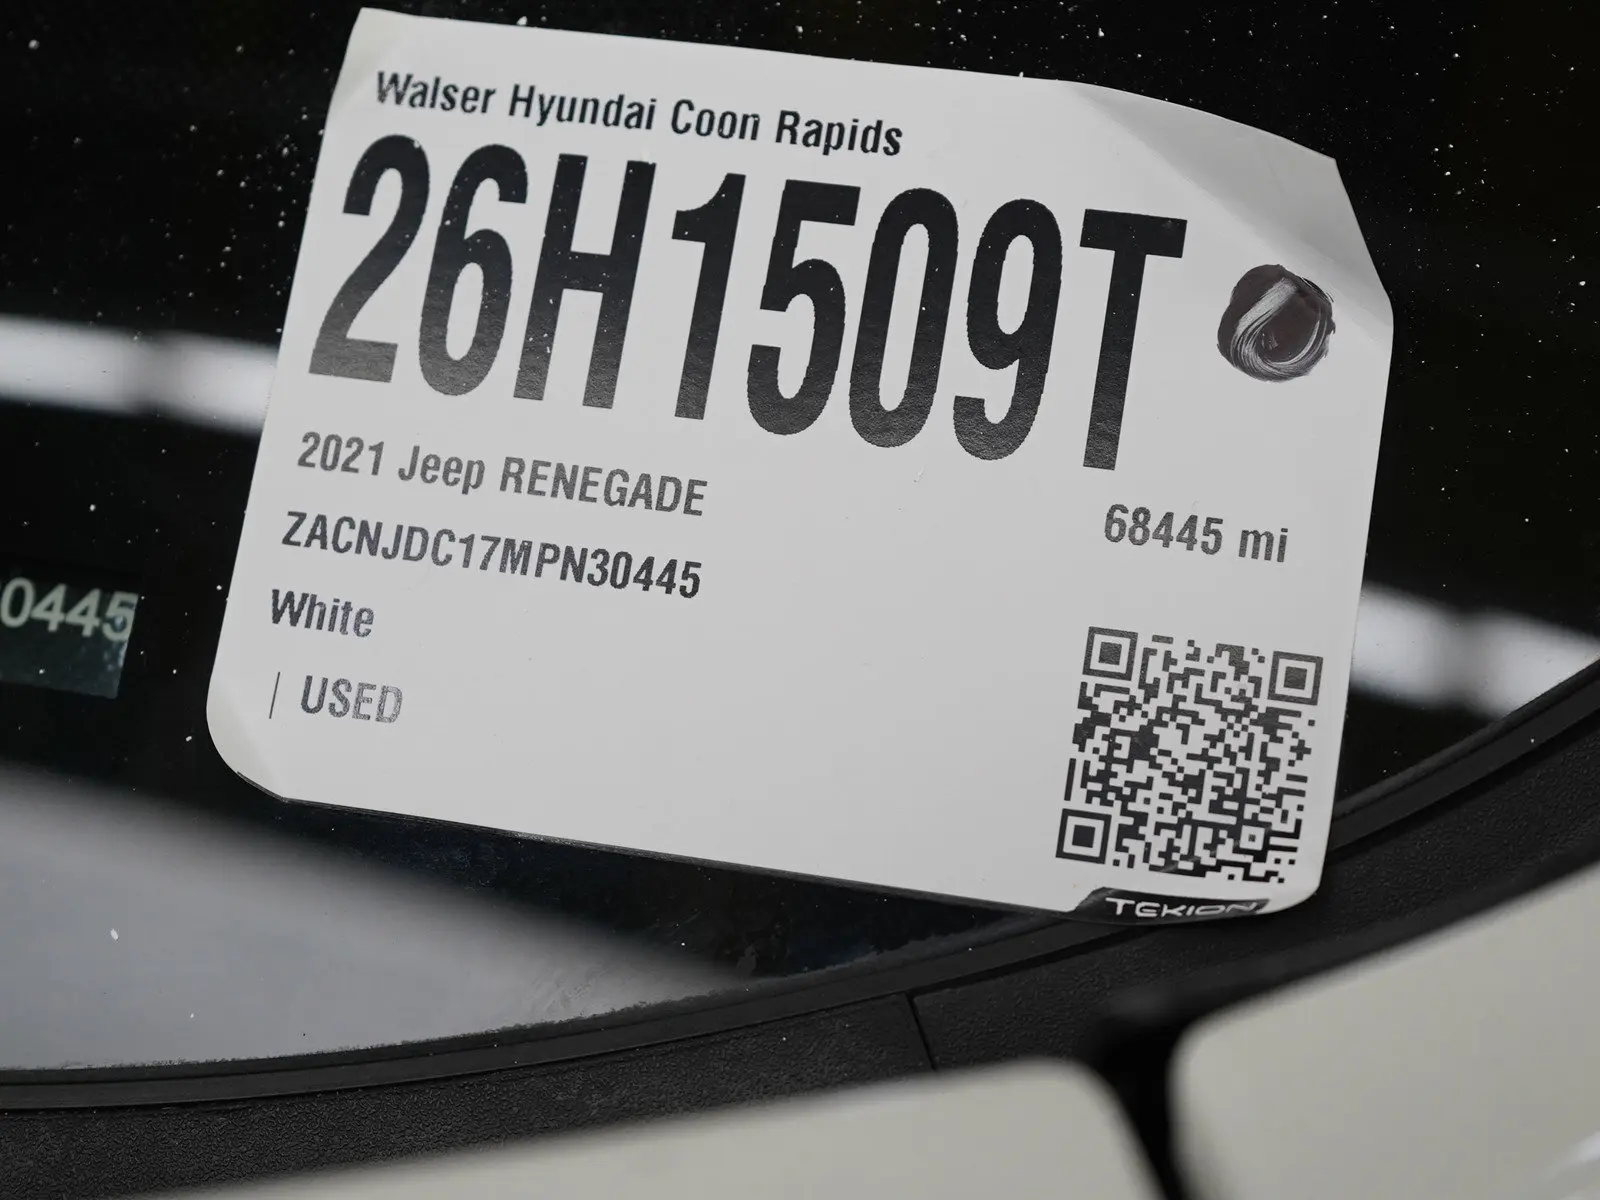 Walser Hyundai Coon Rapids
26H1509T
2021 Jeep RENEGADE
68445 mi
ZACNJDC17MPN30445
White
| USED
0445
TEKION